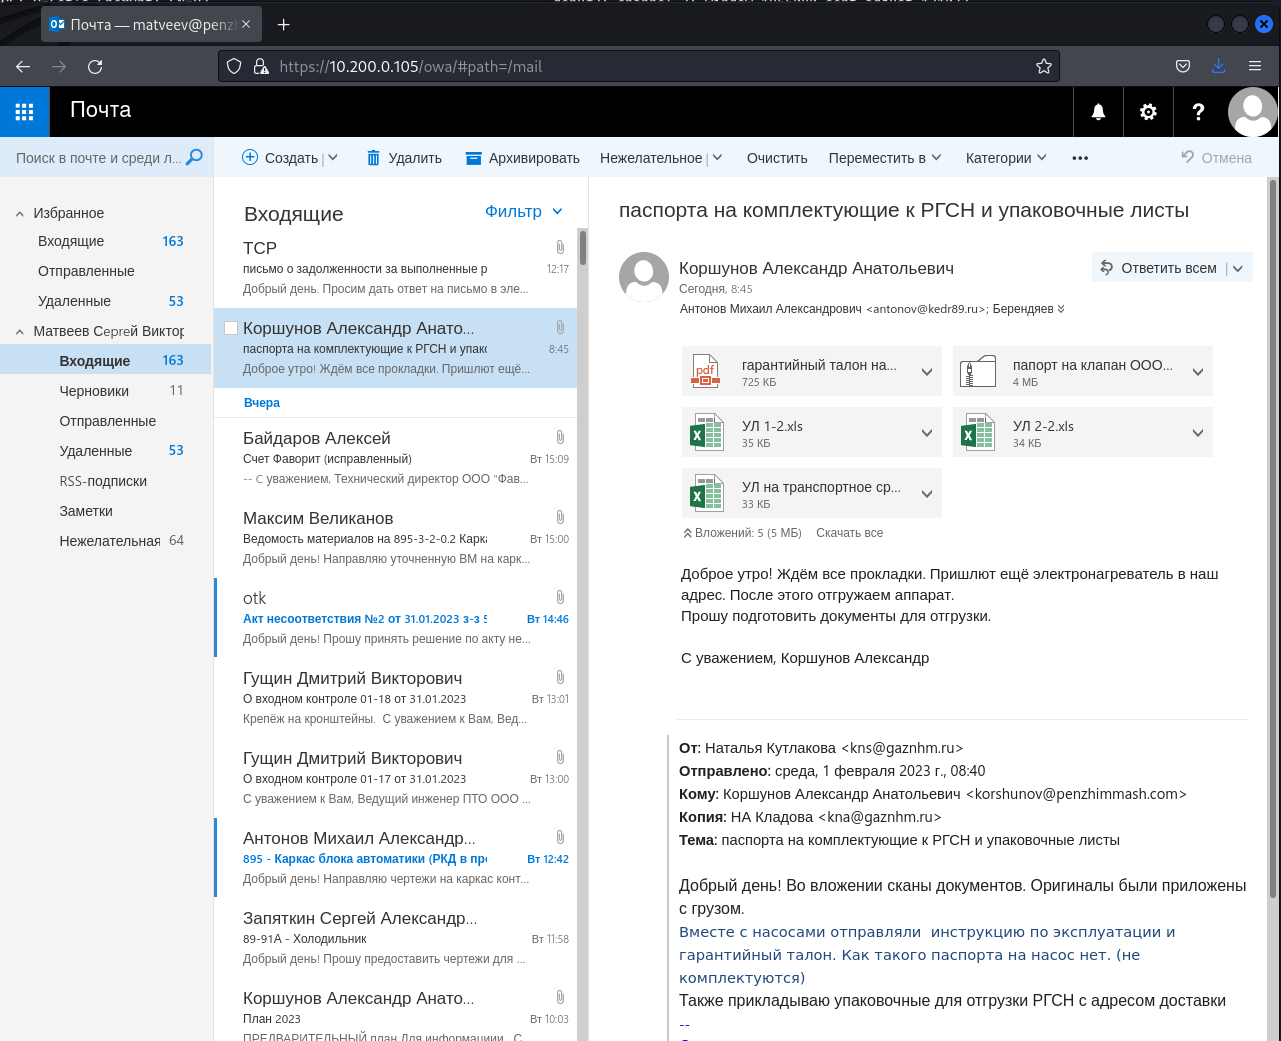 Почта — matveev@penz
https://10.200.0.105/owa/#path=/mail
Почта
Поиск в почте и среди л...
Создать
Удалить
Архивировать
Нежелательное
Очистить
Переместить в
Категории
Отмена
Избранное
Входящие 163
Отправленные
Удаленные 53
Матвеев Сергей Виктор
Входящие 163
Черновики 11
Отправленные
Удаленные 53
RSS-подписки
Заметки
Нежелательная 64
Входящие
Фильтр
ТСР
письмо о задолженности за выполненные р 12:17
Добрый день. Просим дать ответ на письмо в эле...
Коршунов Александр Анато...
паспорта на комплектующие к РГСН и упак 8:45
Доброе утро! Ждём все прокладки. Пришлют ещё...
Вчера
Байдаров Алексей
Счет Фаворит (исправленный) Вт 15:09
-- С уважением, Технический директор ООО "Фав...
Максим Великанов
Ведомость материалов на 895-3-2-0.2 Карка Вт 15:00
Добрый день! Направляю уточненную ВМ на карк...
otk
Акт несоответствия №2 от 31.01.2023 з-з 5 Вт 14:46
Добрый день! Прошу принять решение по акту не...
Гущин Дмитрий Викторович
О входном контроле 01-18 от 31.01.2023 Вт 13:01
Крепёж на кронштейны.  С уважением к Вам, Вед...
Гущин Дмитрий Викторович
О входном контроле 01-17 от 31.01.2023 Вт 13:00
С уважением к Вам, Ведущий инженер ПТО ООО ...
Антонов Михаил Александр...
895 - Каркас блока автоматики (РКД в пр Вт 12:42
Добрый день! Направляю чертежи на каркас конт...
Запяткин Сергей Александр...
89-91А - Холодильник Вт 11:58
Добрый день! Прошу предоставить чертежи для ...
Коршунов Александр Анато...
План 2023 Вт 10:03
ПРЕДВАРИТЕЛЬНЫЙ план Для информациии С
паспорта на комплектующие к РГСН и упаковочные листы
Коршунов Александр Анатольевич
Сегодня, 8:45
Антонов Михаил Александрович <antonov@kedr89.ru>; Берендяев
Ответить всем
гарантийный талон на...
725 КБ
папорт на клапан ООО...
4 МБ
УЛ 1-2.xls
35 КБ
УЛ 2-2.xls
34 КБ
УЛ на транспортное ср...
33 КБ
Вложений: 5 (5 МБ) Скачать все
Доброе утро! Ждём все прокладки. Пришлют ещё электронагреватель в наш
адрес. После этого отгружаем аппарат.
Прошу подготовить документы для отгрузки.
С уважением, Коршунов Александр
От: Наталья Кутлакова <kns@gaznhm.ru>
Отправлено: среда, 1 февраля 2023 г., 08:40
Кому: Коршунов Александр Анатольевич <korshunov@penzhimmash.com>
Копия: НА Кладова <kna@gaznhm.ru>
Тема: паспорта на комплектующие к РГСН и упаковочные листы
Добрый день! Во вложении сканы документов. Оригиналы были приложены
с грузом.
Вместе с насосами отправляли  инструкцию по эксплуатации и
гарантийный талон. Как такого паспорта на насос нет. (не
комплектуются)
Также прикладываю упаковочные для отгрузки РГСН с адресом доставки
--